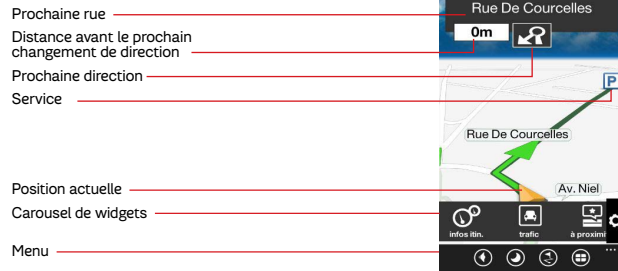 Prochaine rue
Distance avant le prochain
changement de direction
Prochaine direction
Service
Position actuelle
Carousel de widgets
Menu
Rue De Courcelles
0m
P
Rue De Courcelles
Av. Niel
infos itin.
trafic
à proximi